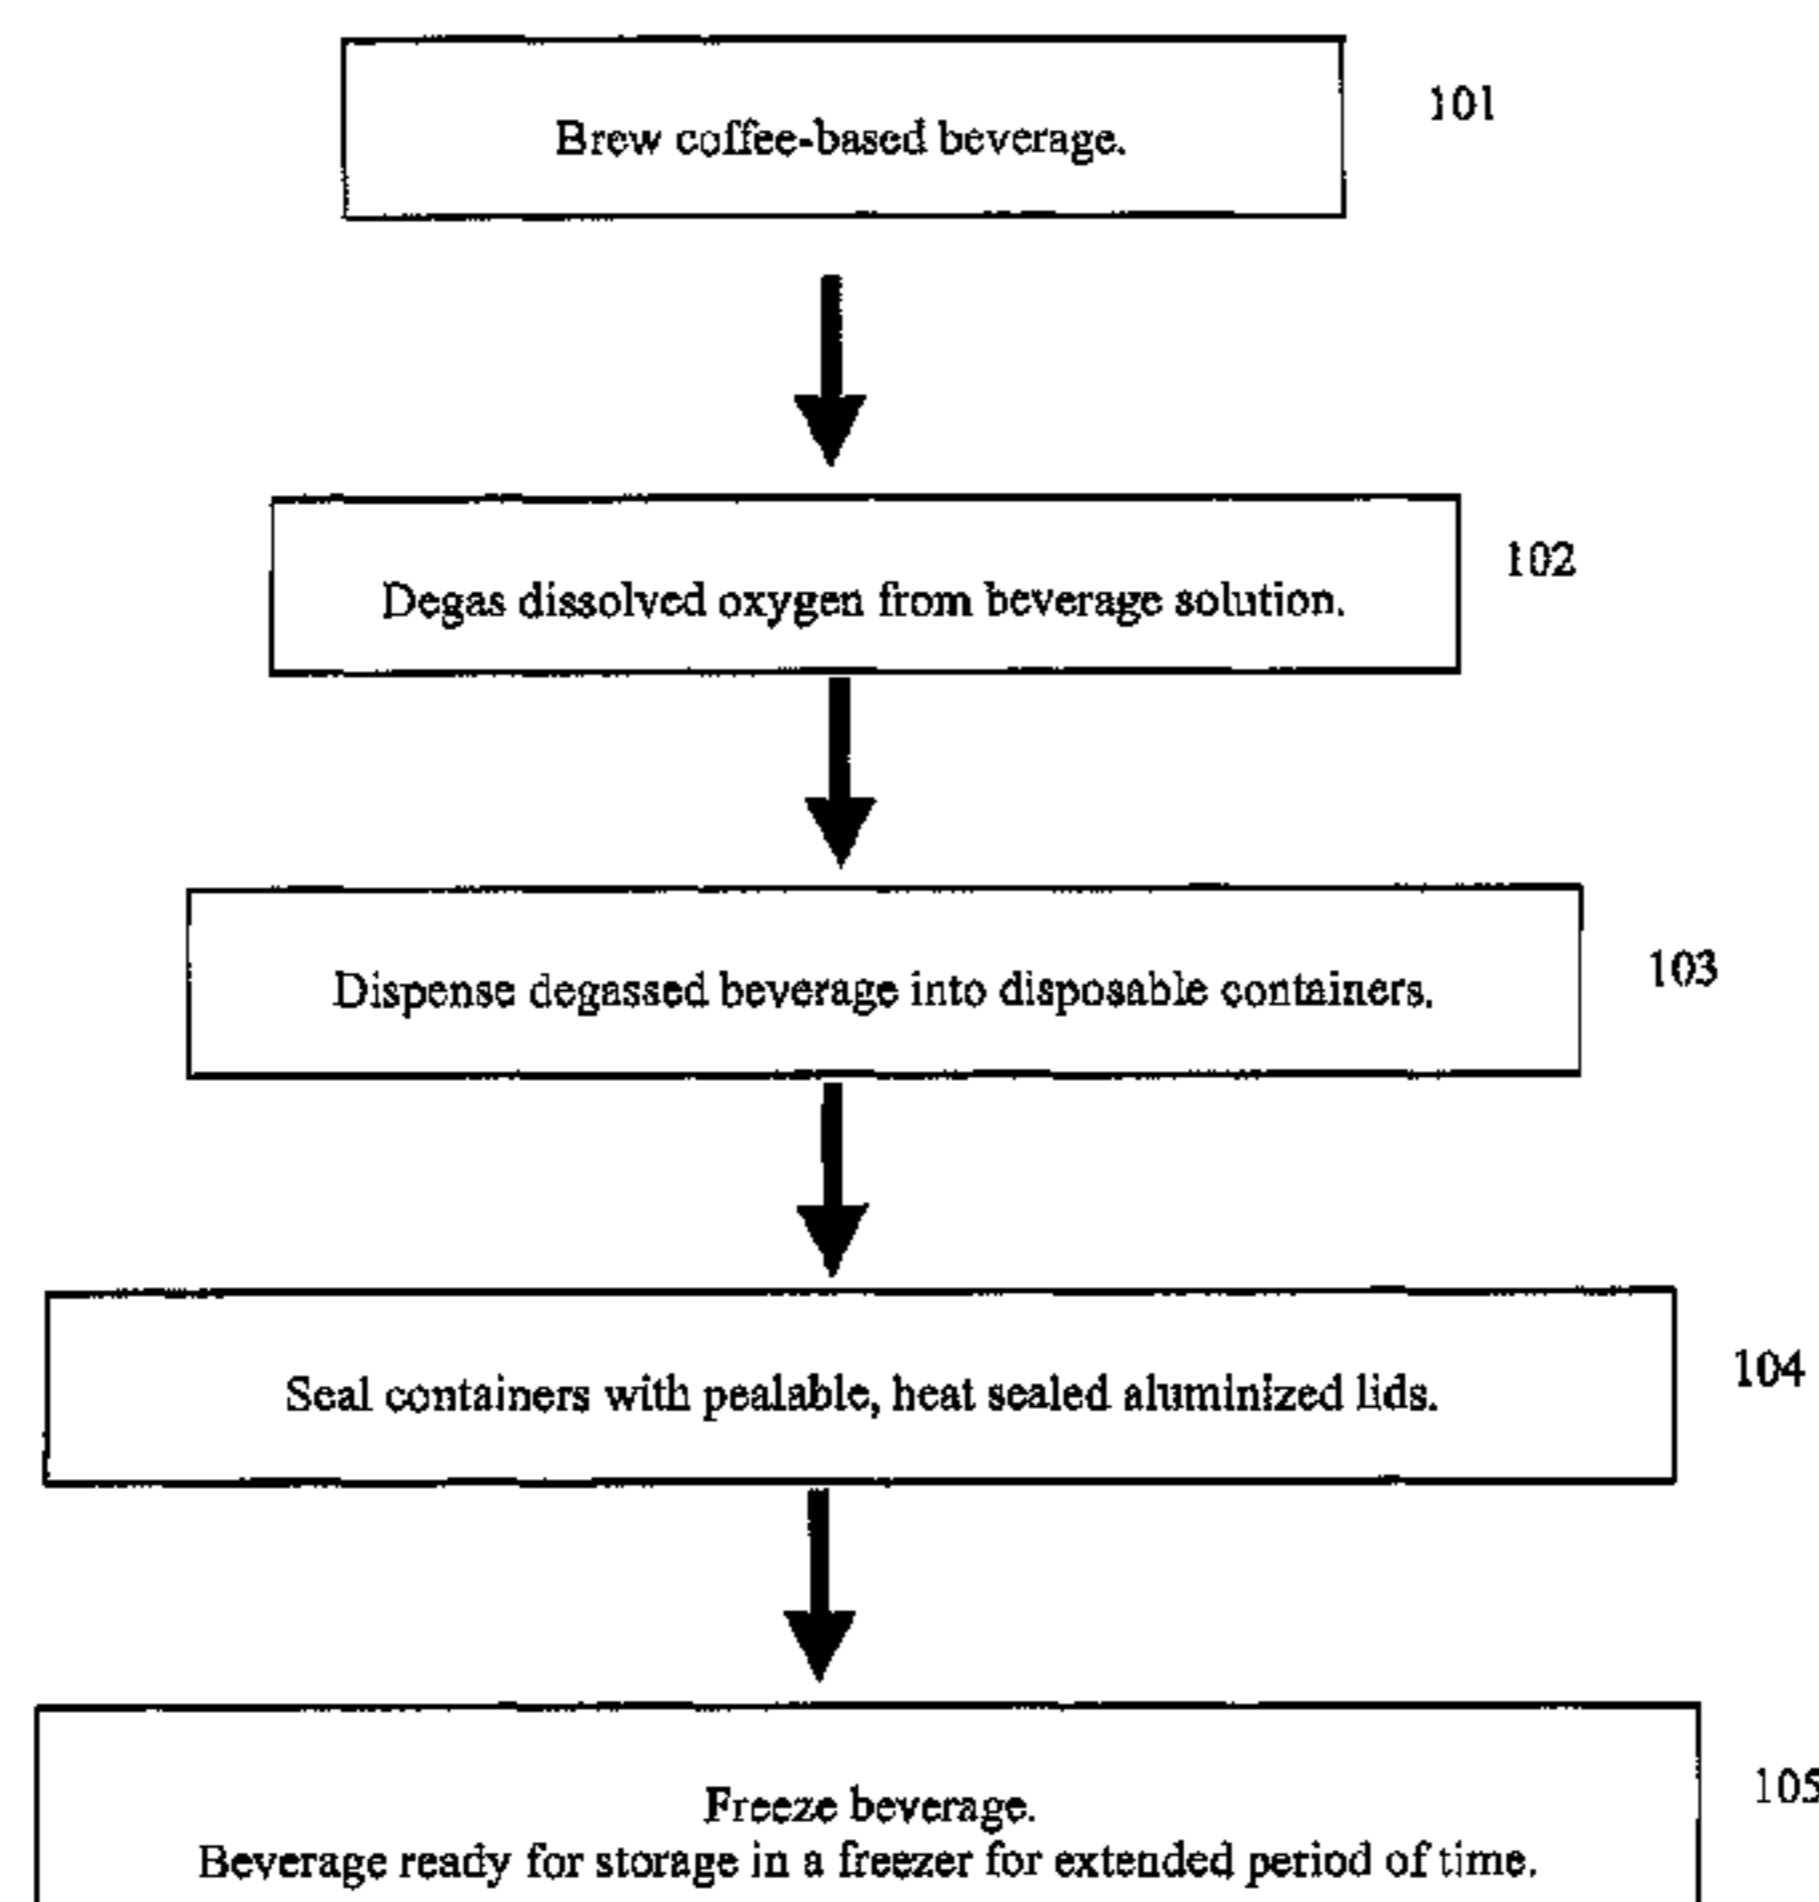 Brew coffee-based beverage.
101
Degas dissolved oxygen from beverage solution.
102
Dispense degassed beverage into disposable containers.
103
Seal containers with pealable, heat sealed aluminized lids.
104
Freeze beverage.
105
Beverage ready for storage in a freezer for extended period of time.